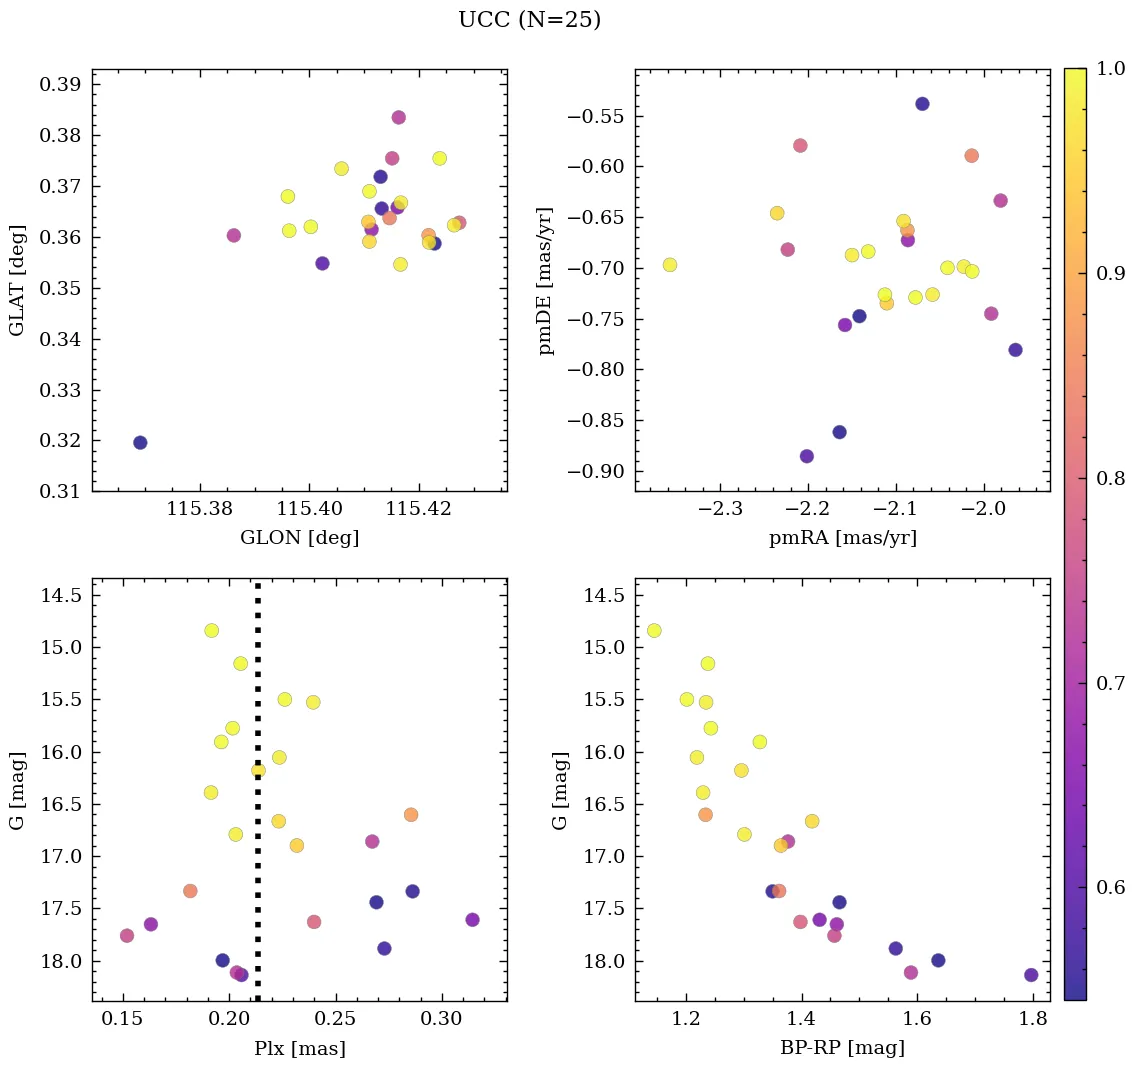 UCC (N=25)
0.39
0.38
0.37
0.36
0.35
0.34
0.33
0.32
0.31
GLAT [deg]
115.38 115.40 115.42
GLON [deg]
−0.55
−0.60
−0.65
−0.70
−0.75
−0.80
−0.85
−0.90
pmDE [mas/yr]
−2.3 −2.2 −2.1 −2.0
pmRA [mas/yr]
1.0
0.9
0.8
0.7
0.6
14.5
15.0
15.5
16.0
16.5
17.0
17.5
18.0
G [mag]
0.15 0.20 0.25 0.30
Plx [mas]
14.5
15.0
15.5
16.0
16.5
17.0
17.5
18.0
G [mag]
1.2 1.4 1.6 1.8
BP-RP [mag]